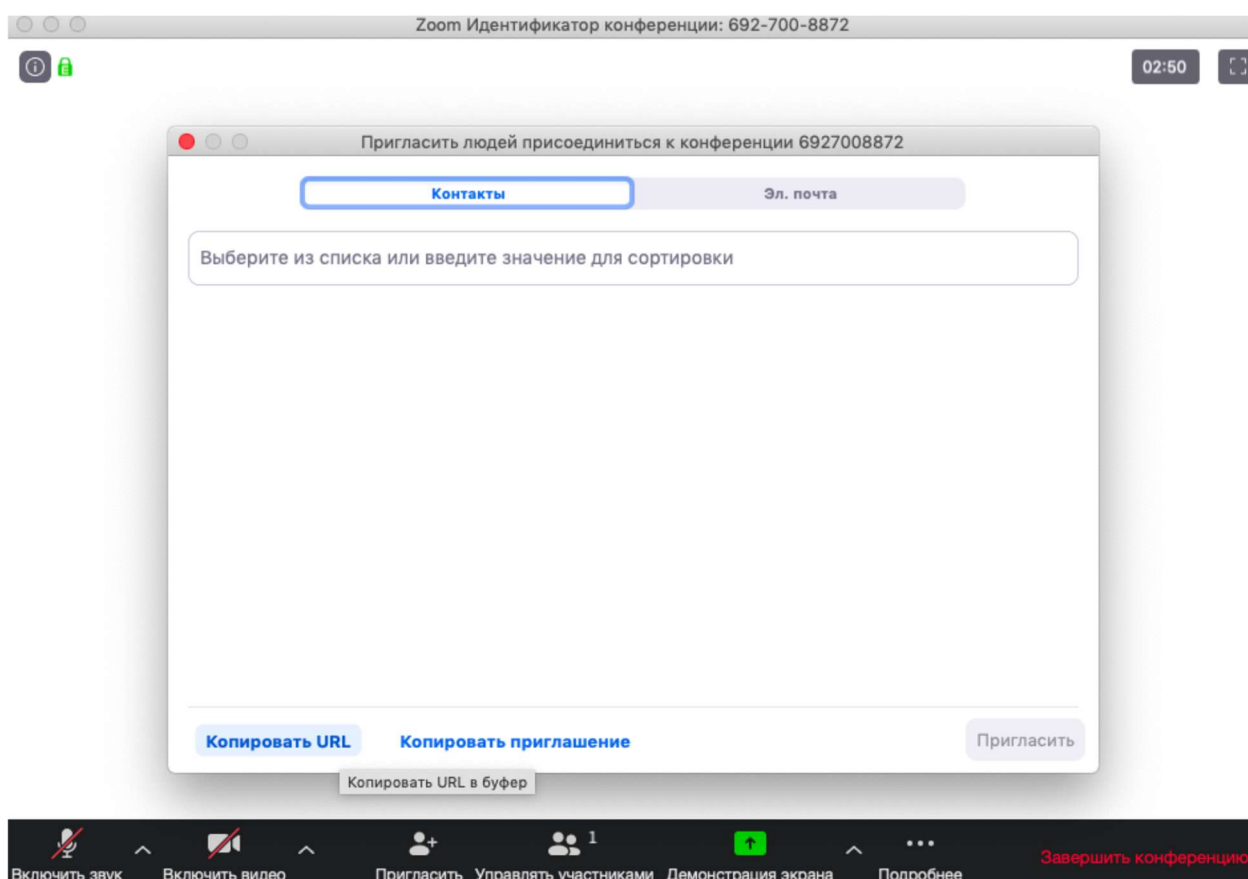 Zoom Идентификатор конференции: 692-700-8872
02:50
Пригласить людей присоединиться к конференции 6927008872
Контакты
Эл. почта
Выберите из списка или введите значение для сортировки
Копировать URL
Копировать приглашение
Пригласить
Копировать URL в буфер
1
Включить звук
Включить видео
Пригласить
Управлять участниками
Демонстрация экрана
Подробнее
Завершить конференцию